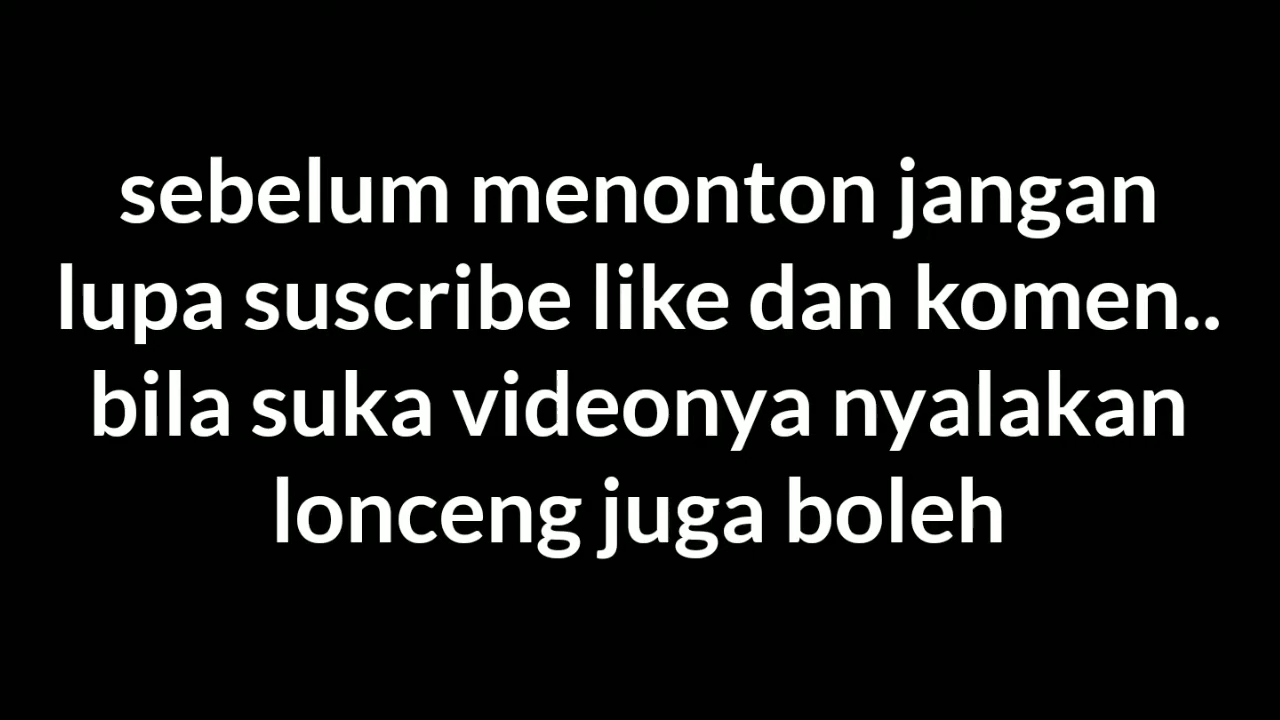 sebelum menonton jangan
lupa suscribe like dan komen..
bila suka videonya nyalakan
lonceng juga boleh